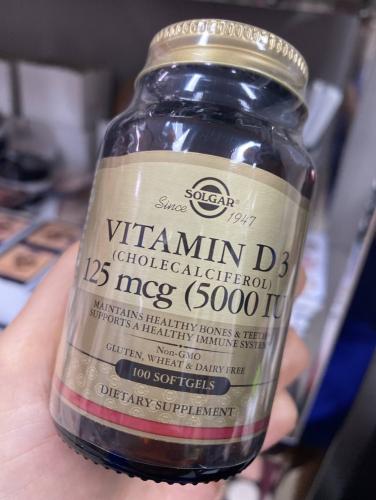 SOLGAR®
Since 1947
VITAMIN D3
(CHOLECALCIFEROL)
125 mcg (5000 IU
MAINTAINS HEALTHY BONES & TEETH
SUPPORTS A HEALTHY IMMUNE SYSTEM
Non-GMO
GLUTEN, WHEAT & DAIRY FREE
100 SOFTGELS
DIETARY SUPPLEMENT